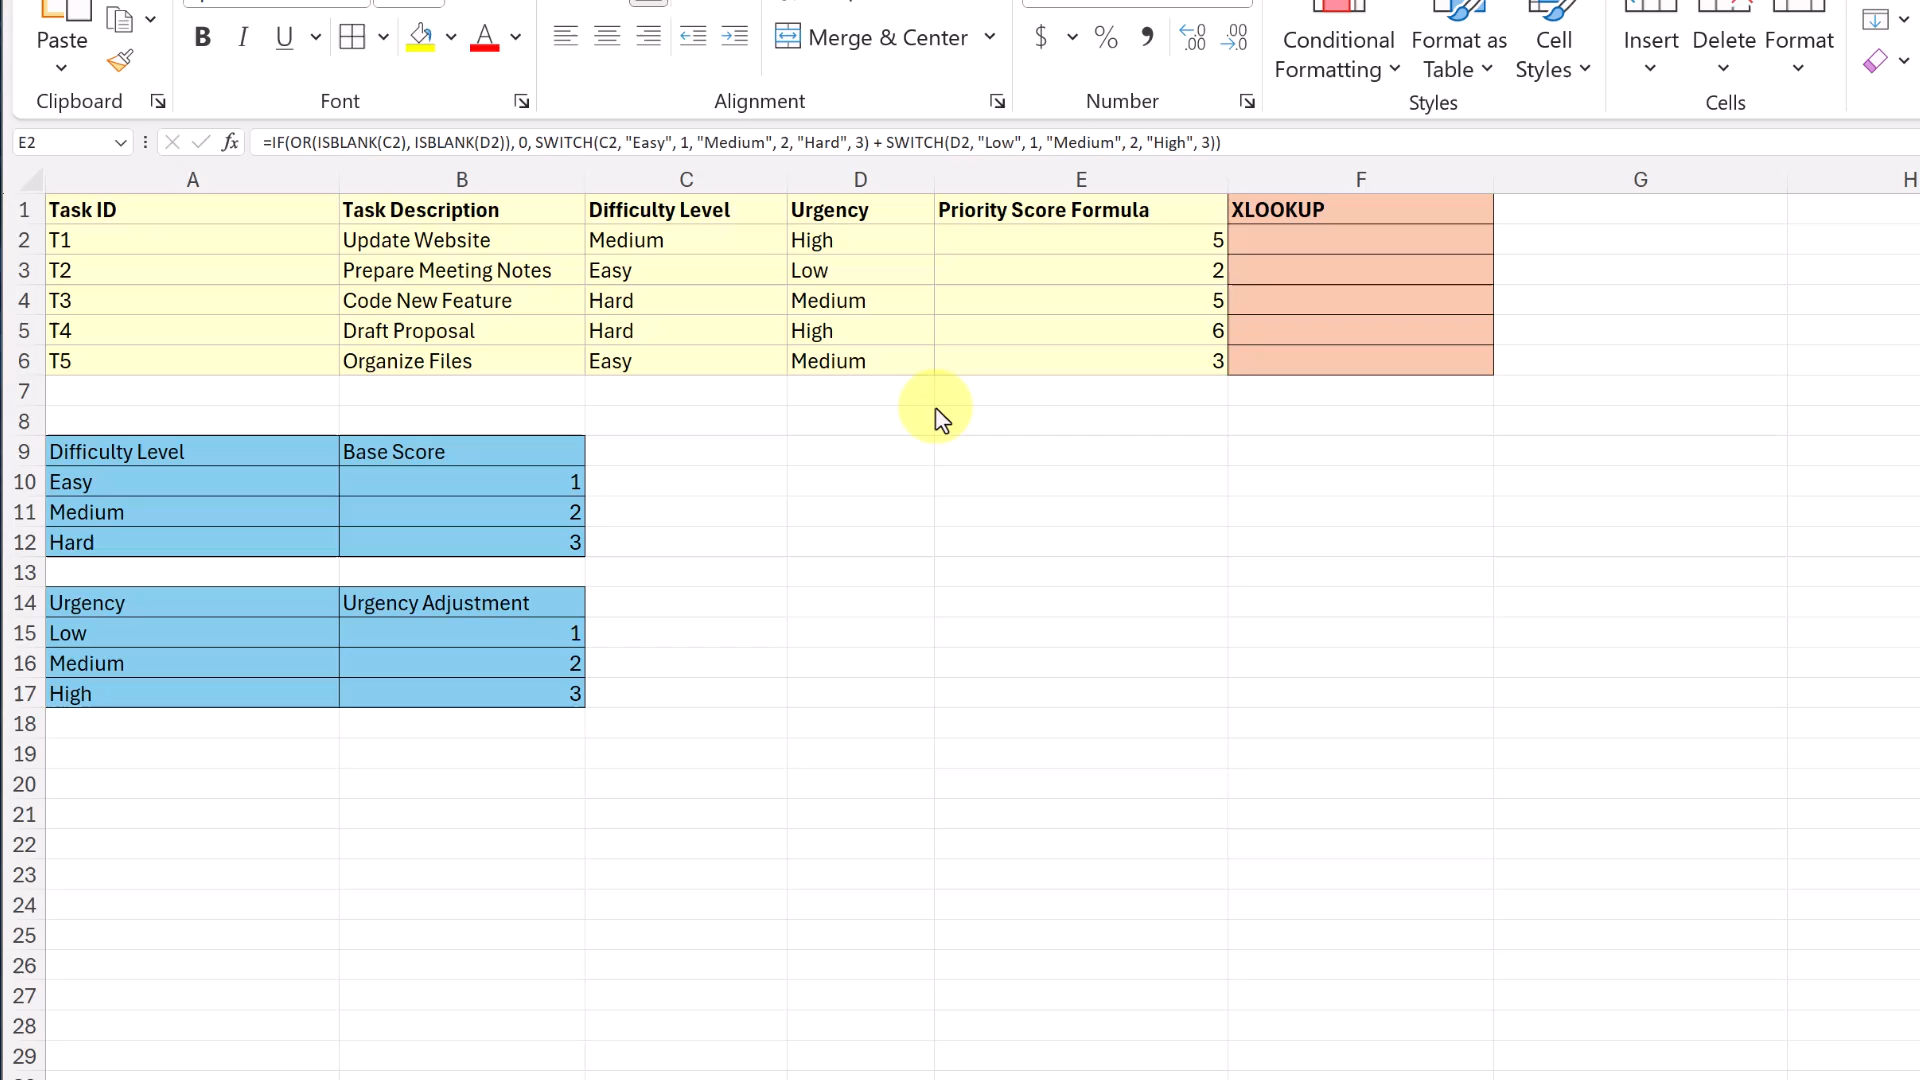 Paste
B I U A
Merge & Center
$ % .00 .00
Conditional Formatting
Format as Table
Cell Styles
Insert Delete Format
Clipboard Font Alignment Number Styles Cells
E2 fx =IF(OR(ISBLANK(C2), ISBLANK(D2)), 0, SWITCH(C2, "Easy", 1, "Medium", 2, "Hard", 3) + SWITCH(D2, "Low", 1, "Medium", 2, "High", 3))
A B C D E F G H
1 Task ID Task Description Difficulty Level Urgency Priority Score Formula XLOOKUP
2 T1 Update Website Medium High 5
3 T2 Prepare Meeting Notes Easy Low 2
4 T3 Code New Feature Hard Medium 5
5 T4 Draft Proposal Hard High 6
6 T5 Organize Files Easy Medium 3
7
8
9 Difficulty Level Base Score
10 Easy 1
11 Medium 2
12 Hard 3
13
14 Urgency Urgency Adjustment
15 Low 1
16 Medium 2
17 High 3
18
19
20
21
22
23
24
25
26
27
28
29